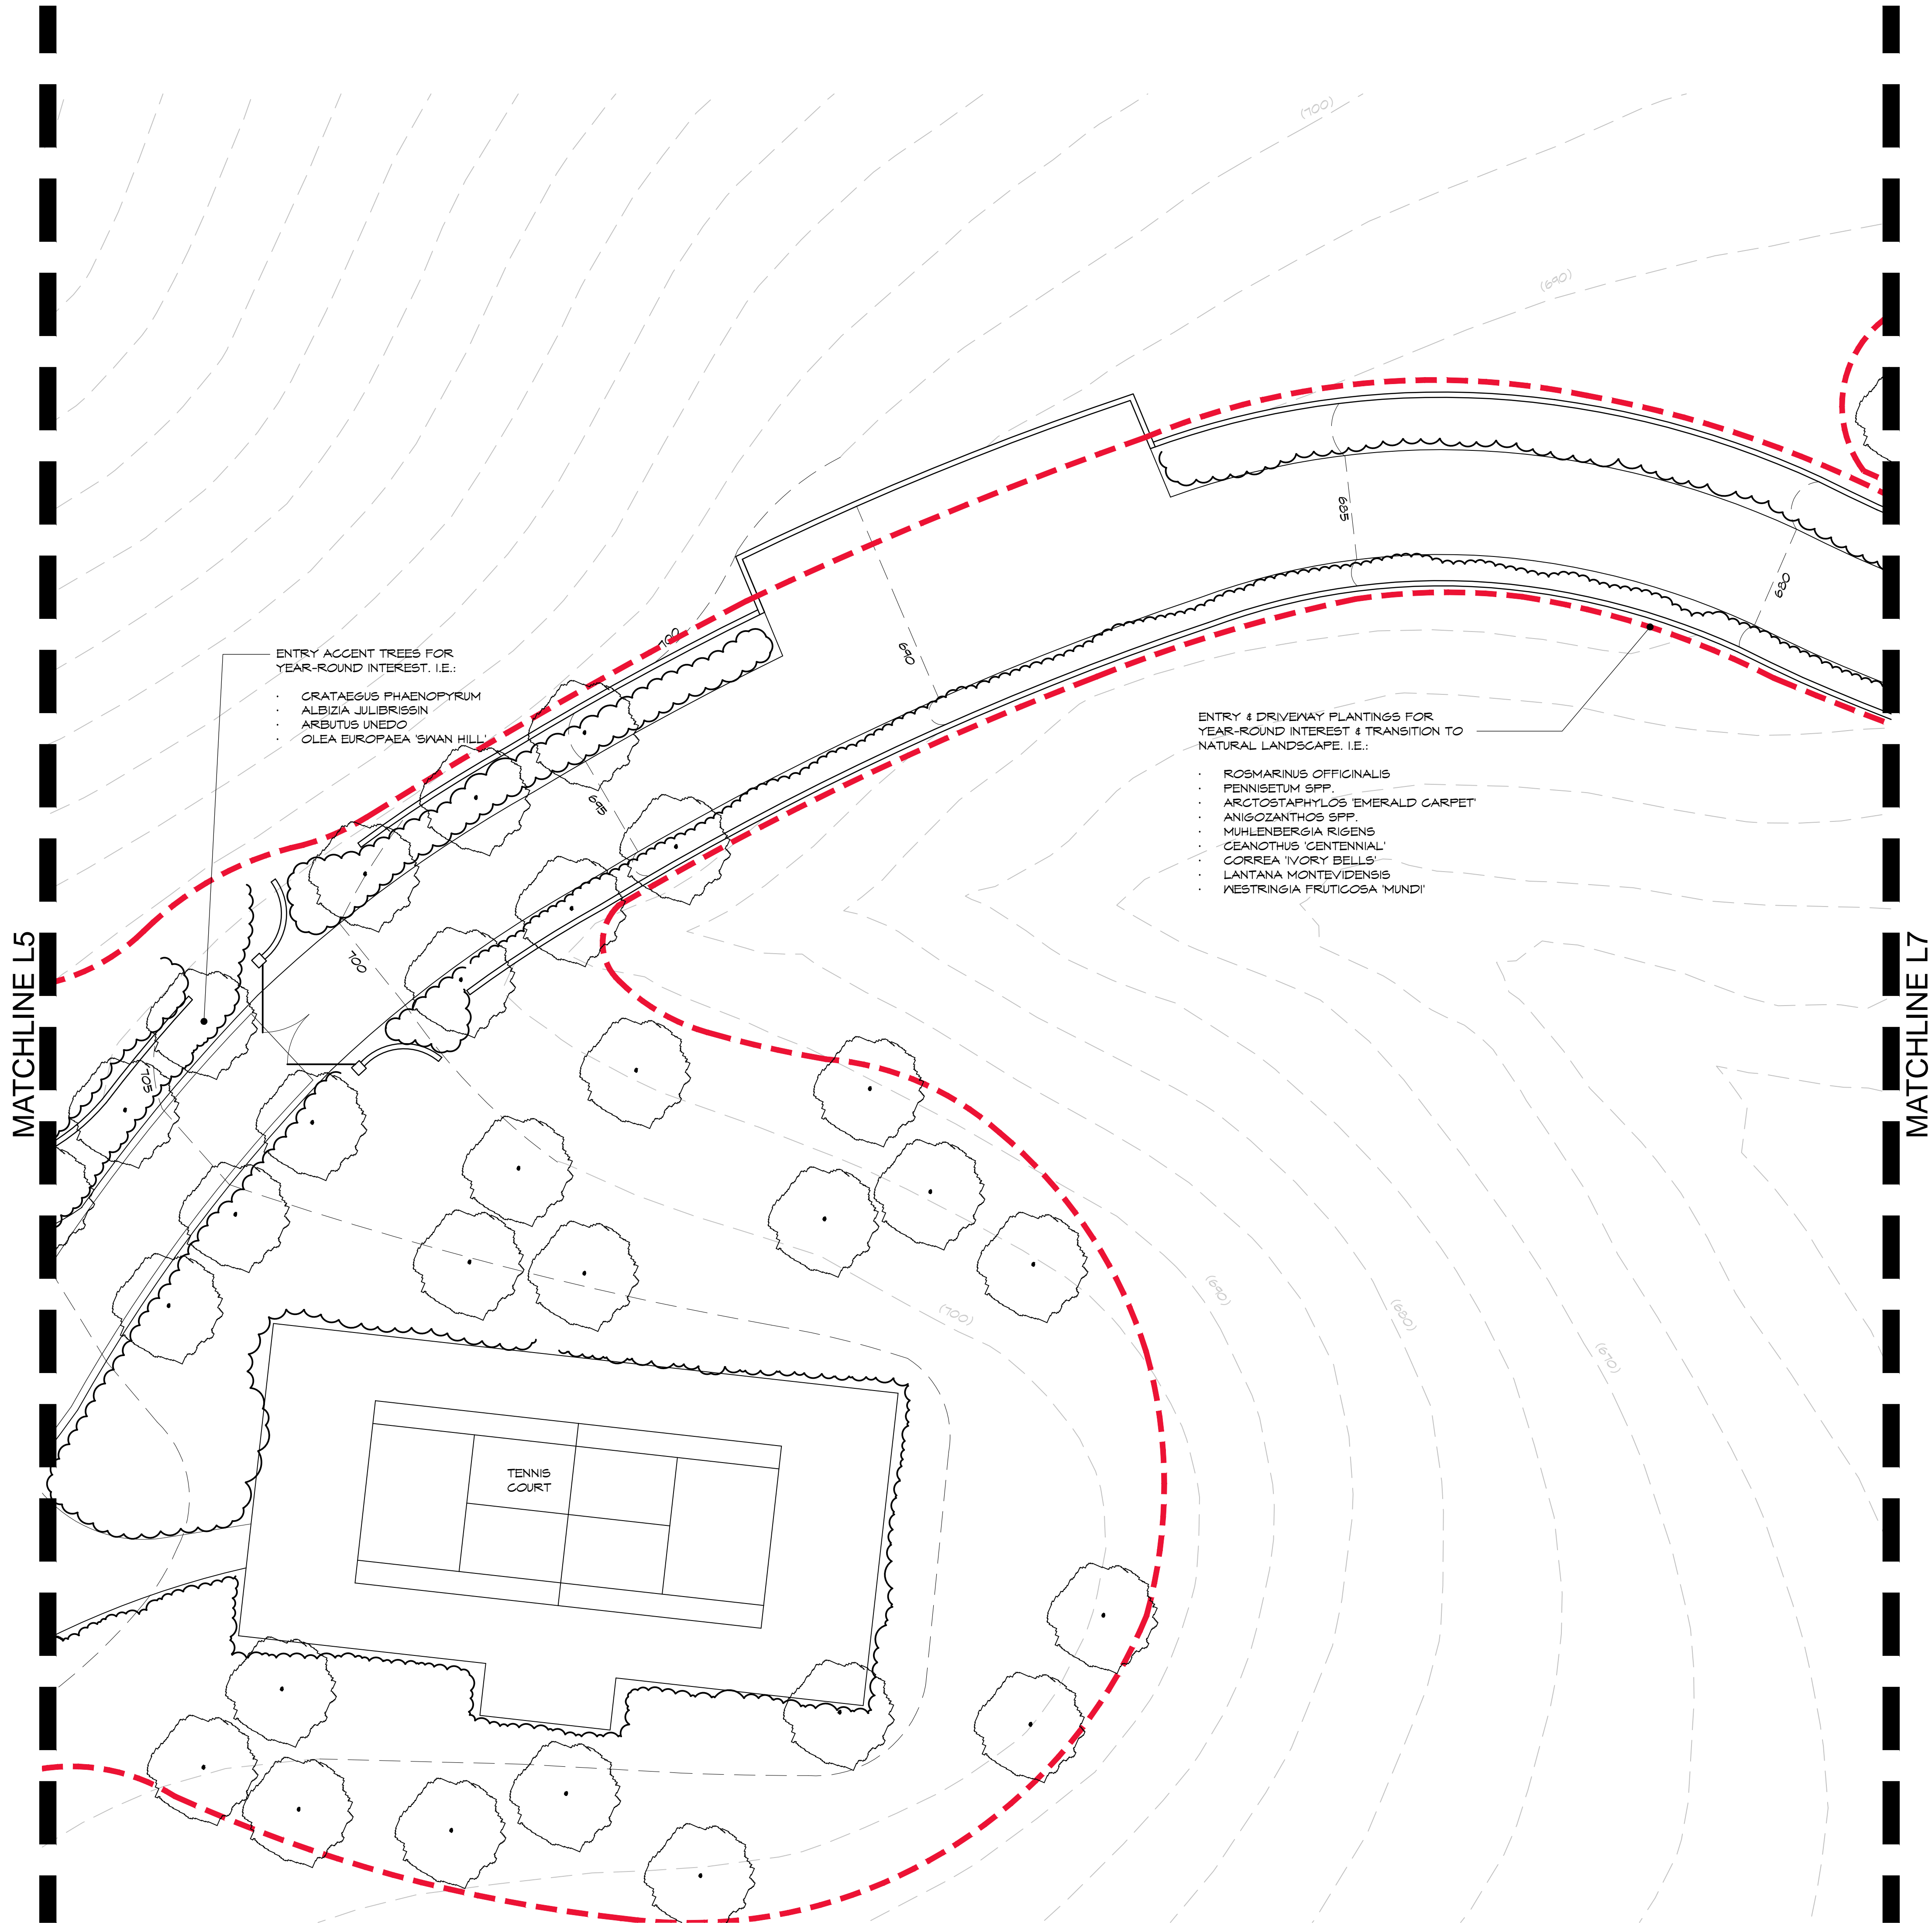 (700)
(690)
685
680
690
700
ENTRY ACCENT TREES FOR
YEAR-ROUND INTEREST. I.E.:
· CRATAEGUS PHAENOPYRUM
· ALBIZIA JULIBRISSIN
· ARBUTUS UNEDO
· OLEA EUROPAEA 'SWAN HILL'
695
ENTRY & DRIVEWAY PLANTINGS FOR
YEAR-ROUND INTEREST & TRANSITION TO
NATURAL LANDSCAPE. I.E.:
· ROSMARINUS OFFICINALIS
· PENNISETUM SPP.
· ARCTOSTAPHYLOS 'EMERALD CARPET'
· ANIGOZANTHOS SPP.
· MUHLENBERGIA RIGENS
· CEANOTHUS 'CENTENNIAL'
· CORREA 'IVORY BELLS'
· LANTANA MONTEVIDENSIS
· WESTRINGIA FRUTICOSA 'MUNDI'
700
MATCHLINE L5
MATCHLINE L7
705
(690)
(700)
(680)
(670)
TENNIS
COURT